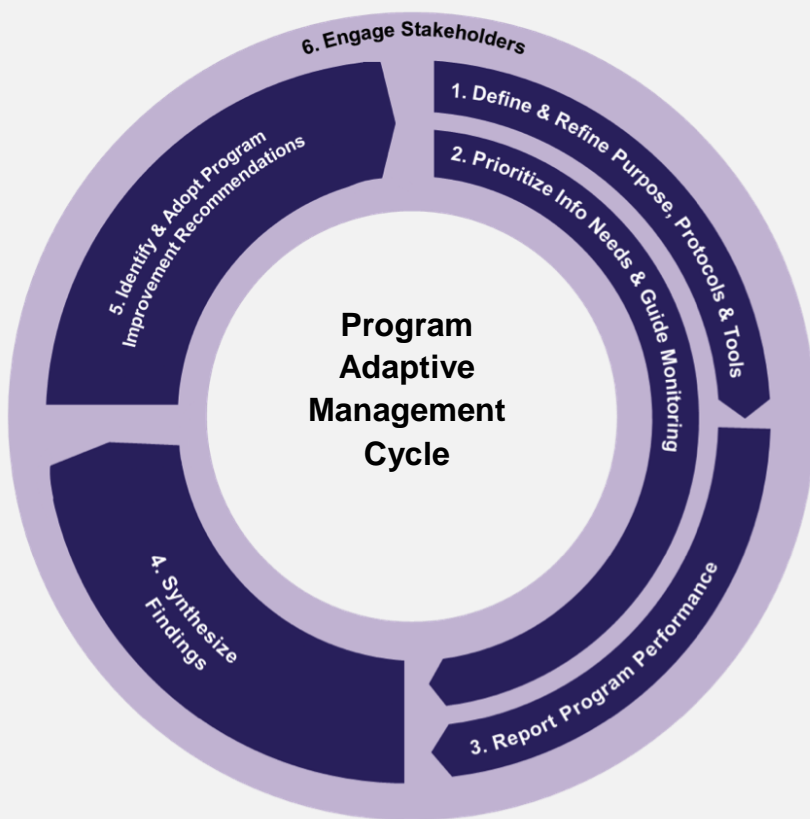 6. Engage Stakeholders
1. Define & Refine Purpose, Protocols & Tools
2. Prioritize Info Needs & Guide Monitoring
3. Report Program Performance
4. Synthesize
Findings
5. Identify & Adopt Program
Improvement Recommendations
Program
Adaptive
Management
Cycle